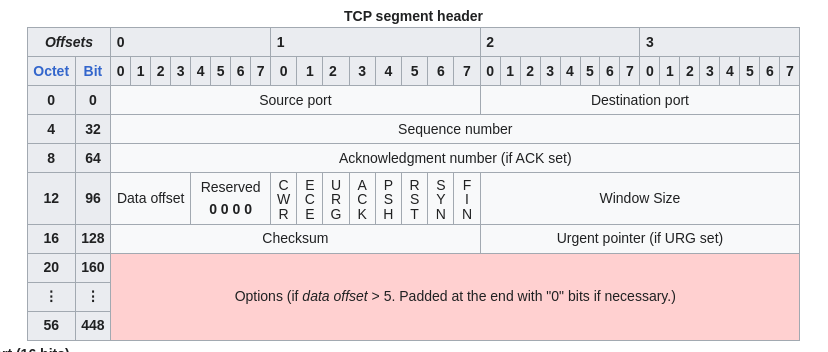 TCP segment header
Offsets 0 1 2 3
Octet Bit 0 1 2 3 4 5 6 7 0 1 2 3 4 5 6 7 0 1 2 3 4 5 6 7 0 1 2 3 4 5 6 7
0 0 Source port Destination port
4 32 Sequence number
8 64 Acknowledgment number (if ACK set)
12 96 Data offset Reserved 0 0 0 0 CWR ECE URG ACK PSH RST SYN FIN Window Size
16 128 Checksum Urgent pointer (if URG set)
20 160
⋮ ⋮ Options (if data offset > 5. Padded at the end with "0" bits if necessary.)
56 448
(16 bits)